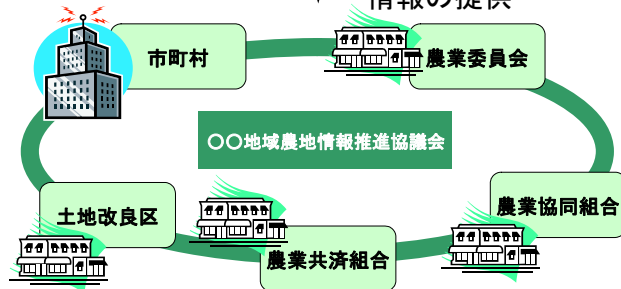 情報の提供
市町村
農業委員会
〇〇地域農地情報推進協議会
土地改良区
農業協同組合
農業共済組合